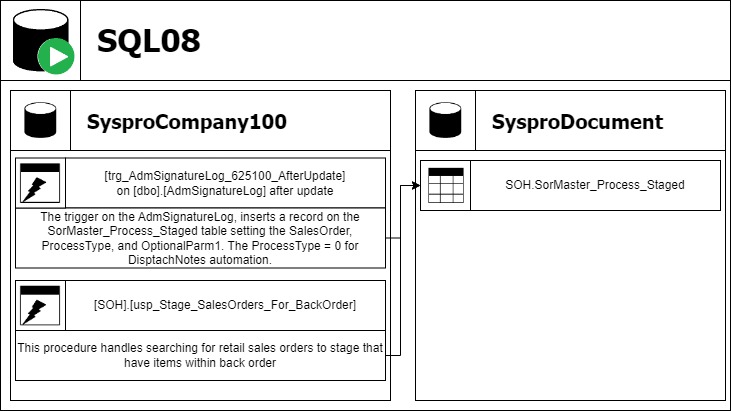 SQL08
SysproCompany100
[trg_AdmSignatureLog_625100_AfterUpdate]
on [dbo].[AdmSignatureLog] after update
The trigger on the AdmSignatureLog, inserts a record on the
SorMaster_Process_Staged table setting the SalesOrder,
ProcessType, and OptionalParm1. The ProcessType = 0 for
DisptachNotes automation.
[SOH].[usp_Stage_SalesOrders_For_BackOrder]
This procedure handles searching for retail sales orders to stage that
have items within back order
SysproDocument
SOH.SorMaster_Process_Staged